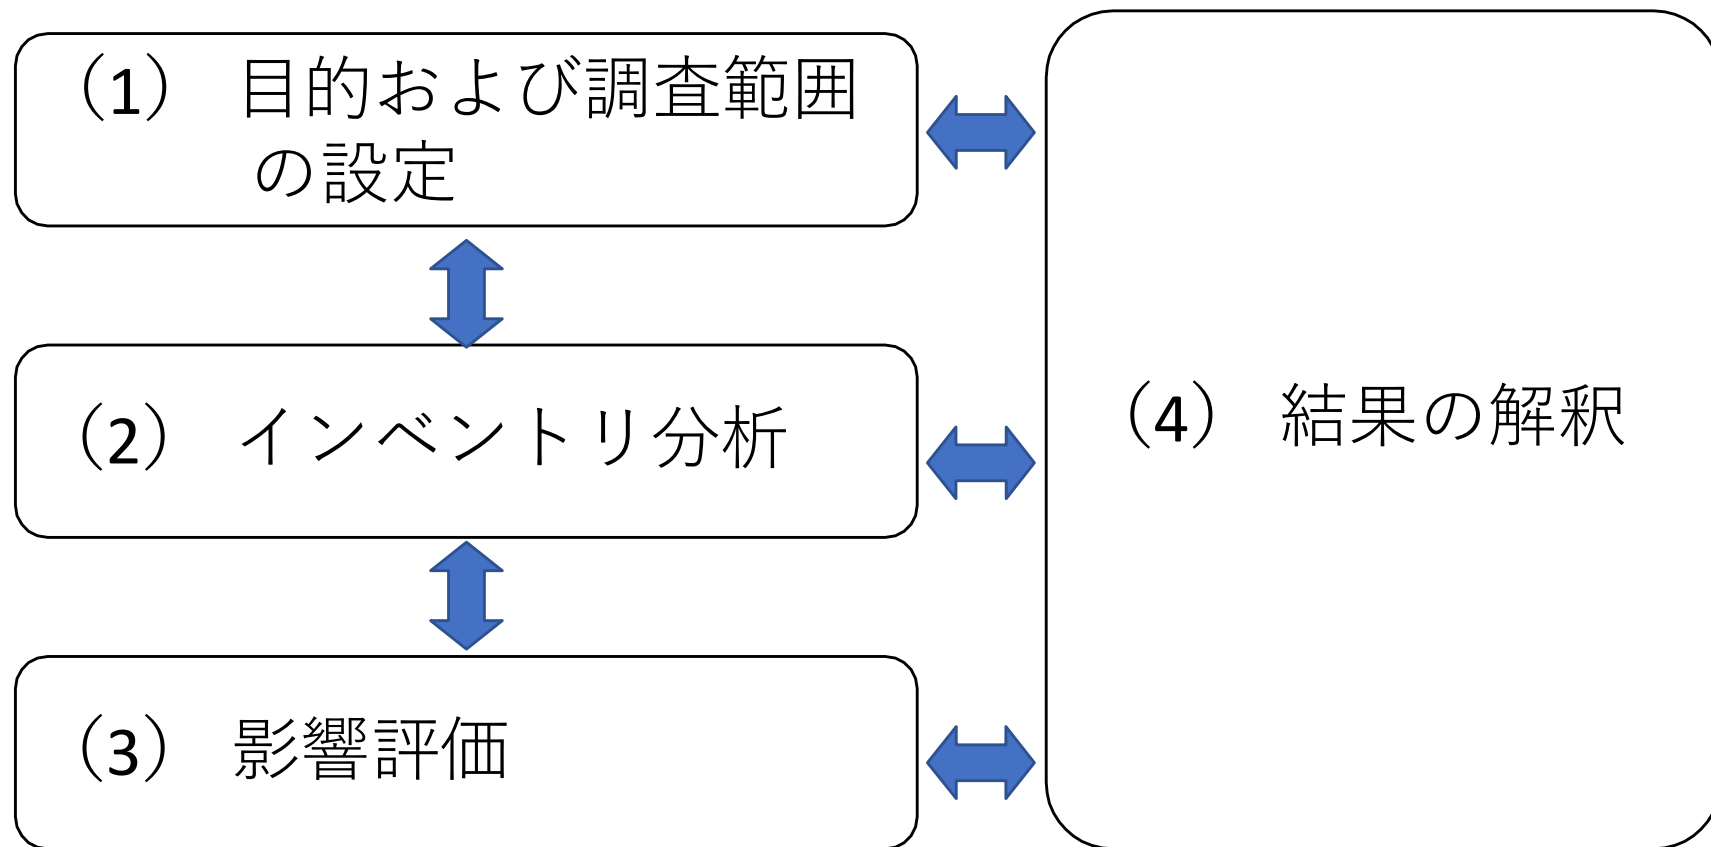 （1） 目的および調査範囲
の設定
（2） インベントリ分析
（3） 影響評価
（4） 結果の解釈